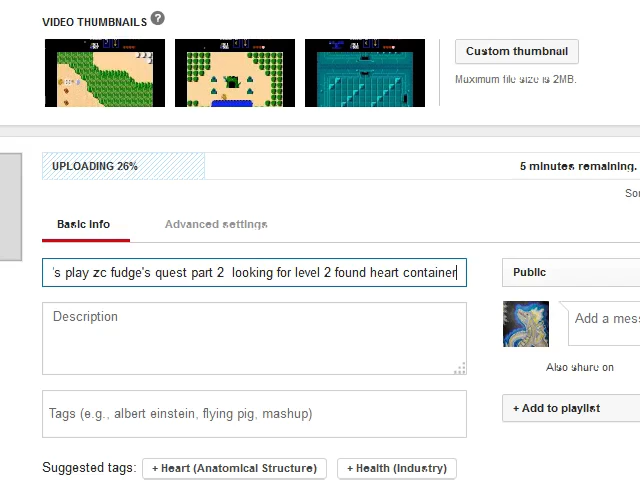 VIDEO THUMBNAILS ?
Custom thumbnail
Maximum file size is 2MB.
UPLOADING 26%
5 minutes remaining.
Sor
Basic info
Advanced settings
's play zc fudge's quest part 2  looking for level 2 found heart container
Public
Description
Add a mess
Also share on
Tags (e.g., albert einstein, flying pig, mashup)
+ Add to playlist
Suggested tags:
+ Heart (Anatomical Structure)
+ Health (Industry)